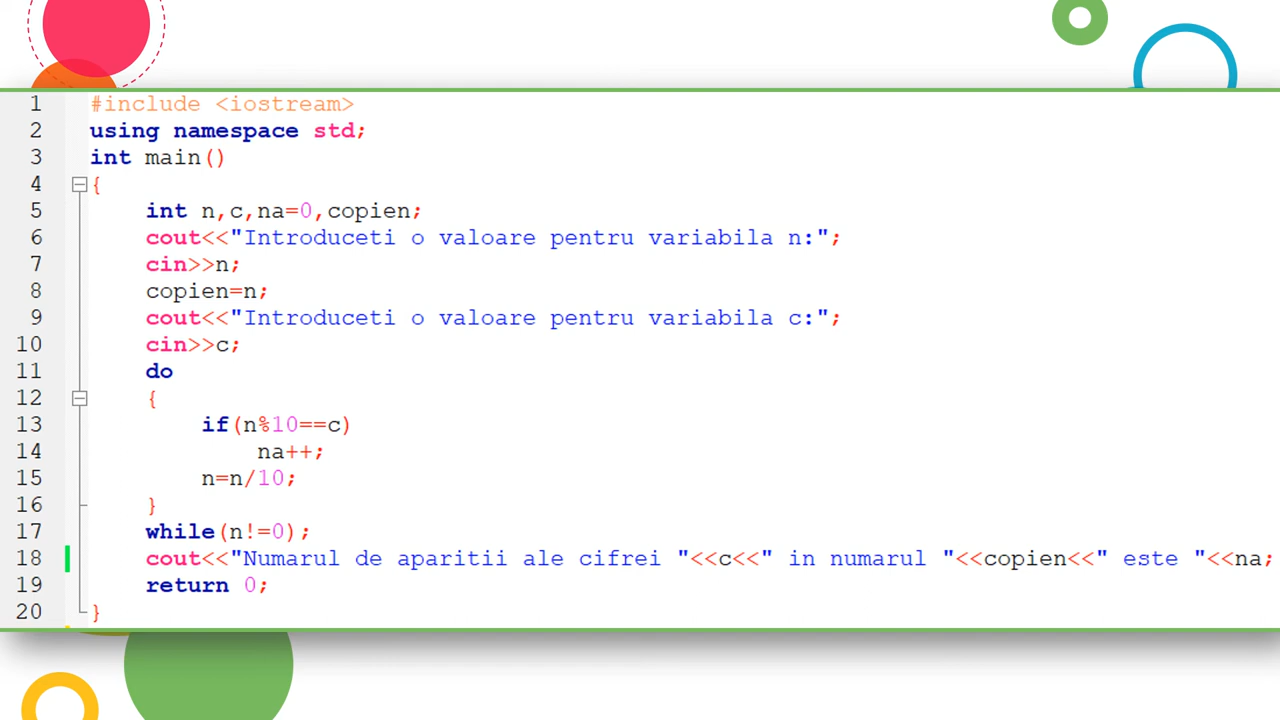 1 #include <iostream>
2 using namespace std;
3 int main()
4 {
5 int n,c,na=0,copien;
6 cout<<"Introduceti o valoare pentru variabila n:";
7 cin>>n;
8 copien=n;
9 cout<<"Introduceti o valoare pentru variabila c:";
10 cin>>c;
11 do
12 {
13 if(n%10==c)
14 na++;
15 n=n/10;
16 }
17 while(n!=0);
18 cout<<"Numarul de aparitii ale cifrei "<<c<<" in numarul "<<copien<<" este "<<na;
19 return 0;
20 }